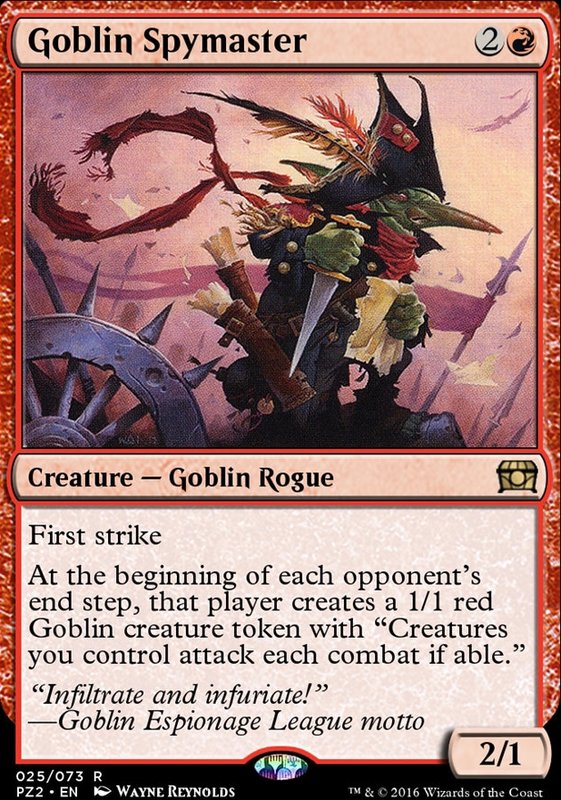 Goblin Spymaster 2
Creature — Goblin Rogue
First strike
At the beginning of each opponent’s
end step, that player creates a 1/1 red
Goblin creature token with “Creatures
you control attack each combat if able.”
“Infiltrate and infuriate!”
—Goblin Espionage League motto
2/1
025/073 R
PZ2 • EN Wayne Reynolds
™ & © 2016 Wizards of the Coast